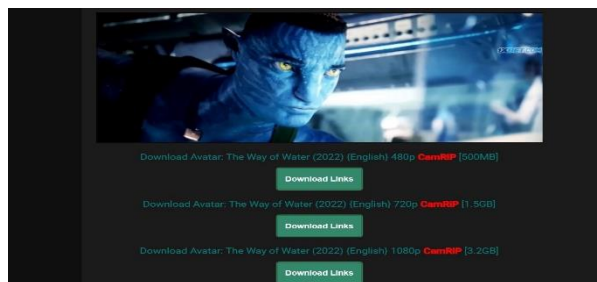 Download Avatar: The Way of Water (2022) {English} 480p CamRIP [500MB]
Download Links
Download Avatar: The Way of Water (2022) {English} 720p CamRIP [1.5GB]
Download Links
Download Avatar: The Way of Water (2022) {English} 1080p CamRIP [3.2GB]
Download Links